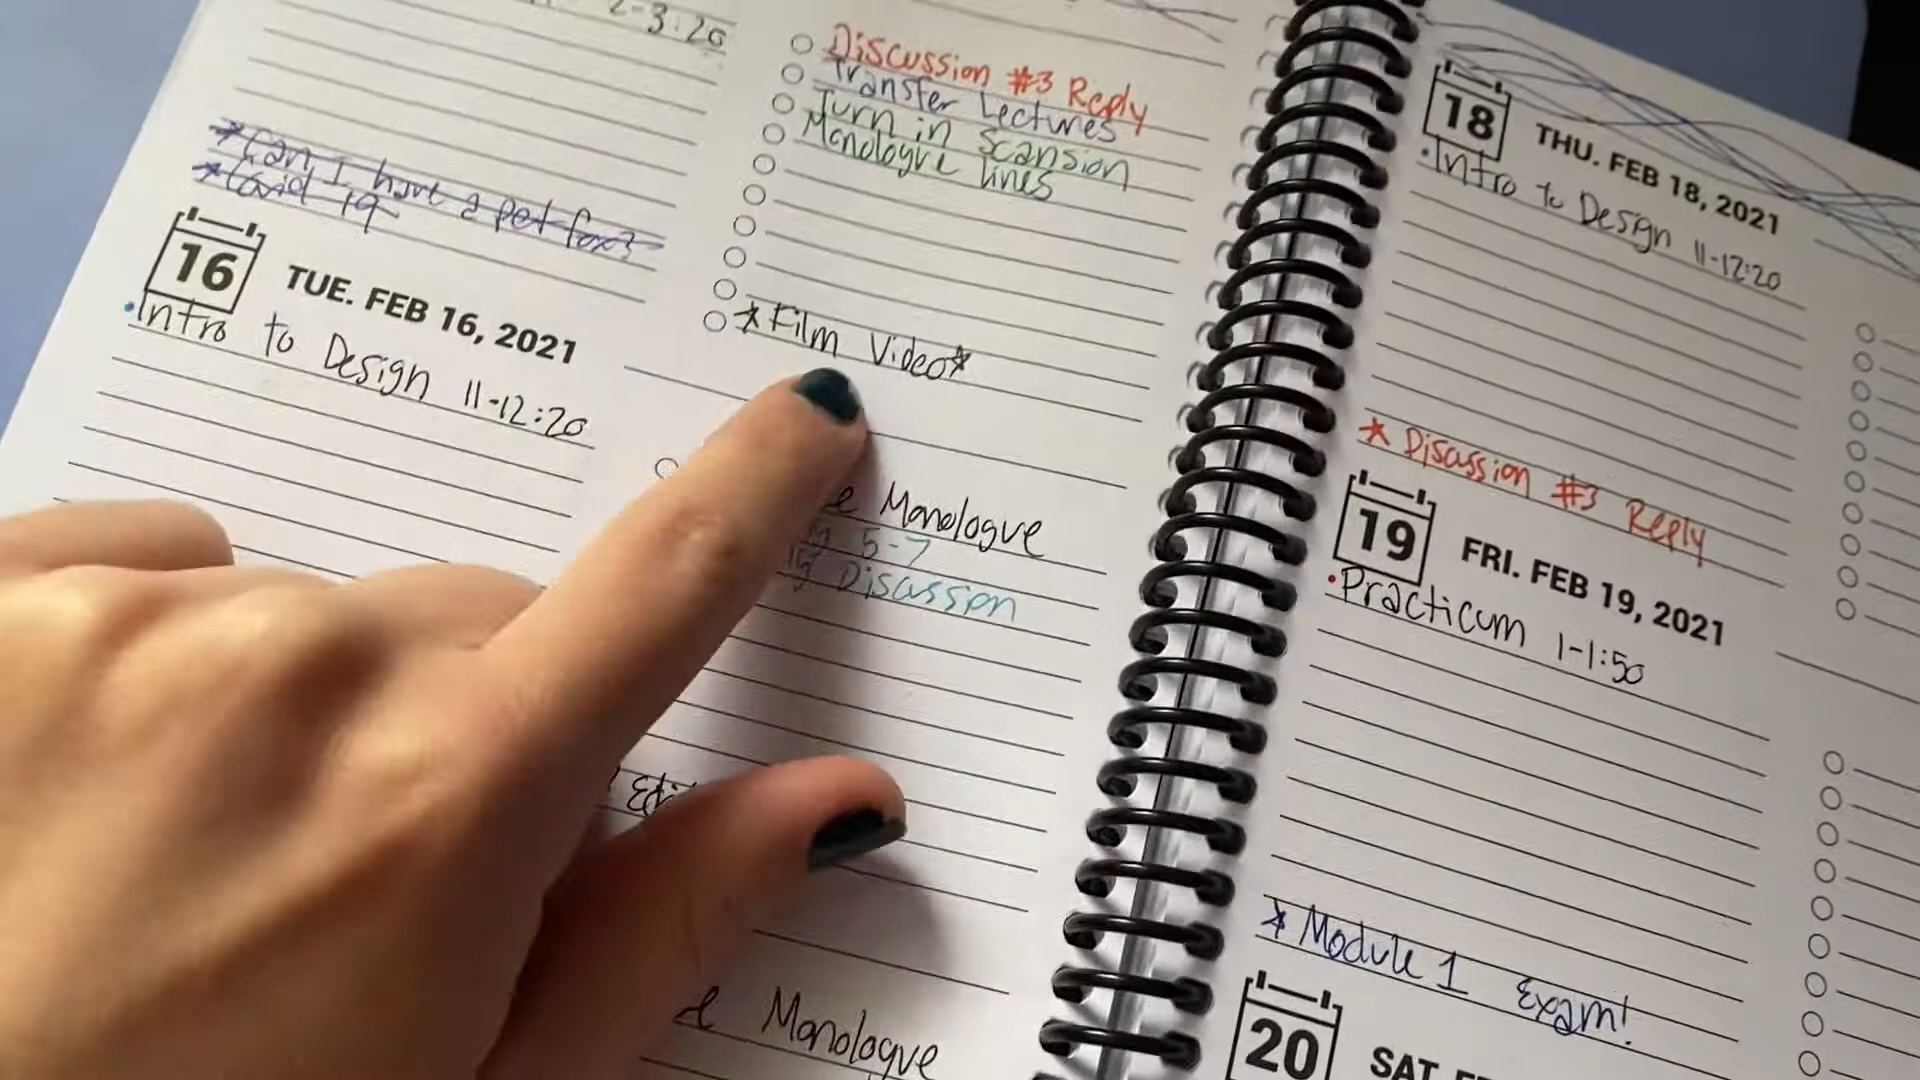 2-3:20
*Can I have a pet fox?
*Covid 19
Discussion #3 Reply
Transfer Lectures
Turn in Scansion
Monologue Lines
*Film Video*
16
TUE. FEB 16, 2021
•Intro to Design 11-12:20
Monologue
5-7
Discussion
Monologue
18
THU. FEB 18, 2021
•Intro to Design 11-12:20
* Discussion #3 Reply
19
FRI. FEB 19, 2021
•Practicum 1-1:50
* Module 1 Exam!
20
SAT.